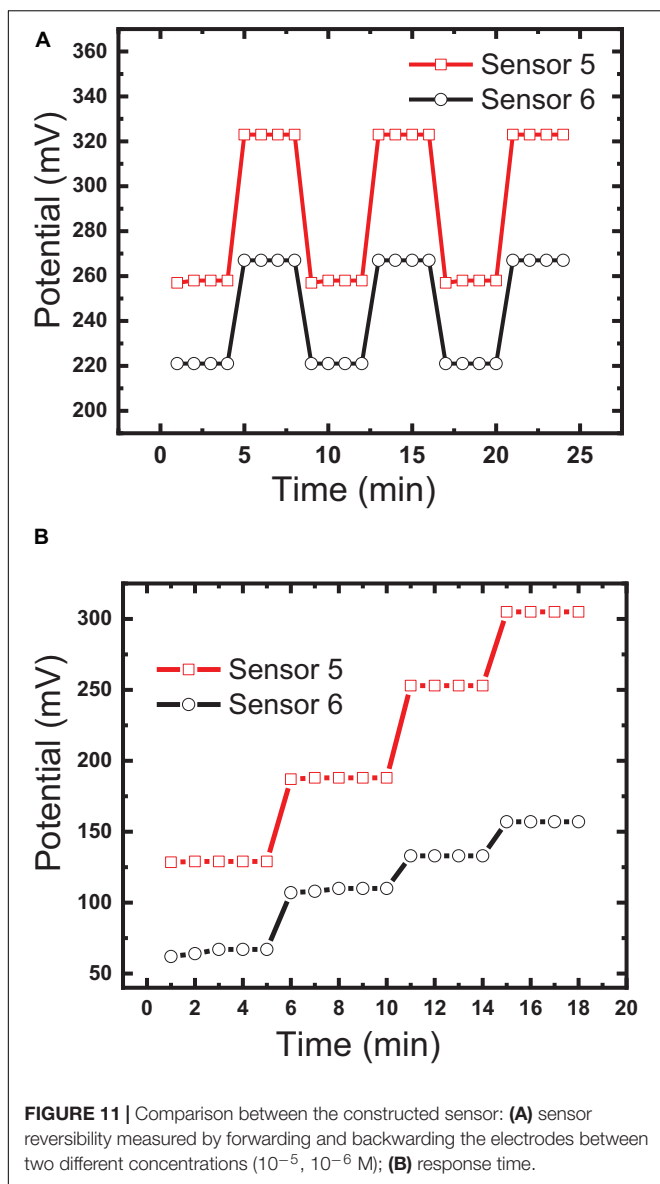 A
360
340
320
300
280
260
240
220
200
Potential (mV)
Sensor 5
Sensor 6
0 5 10 15 20 25
Time (min)
B
300
250
200
150
100
50
Potential (mV)
Sensor 5
Sensor 6
0 2 4 6 8 10 12 14 16 18 20
Time (min)
FIGURE 11 | Comparison between the constructed sensor: (A) sensor
reversibility measured by forwarding and backwarding the electrodes between
two different concentrations (10⁻⁵, 10⁻⁶ M); (B) response time.